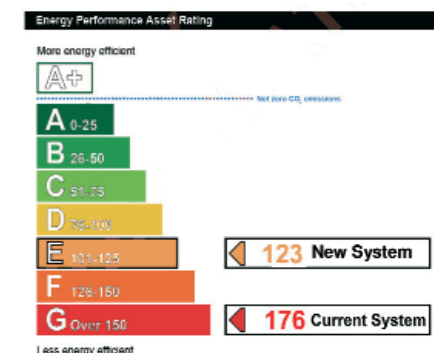 Energy Performance Asset Rating
More energy efficient
A+
Net zero CO₂ emissions
A 0-25
B 26-50
C 51-75
D 76-100
E 101-125
123 New System
F 126-150
G Over 150
176 Current System
Less energy efficient